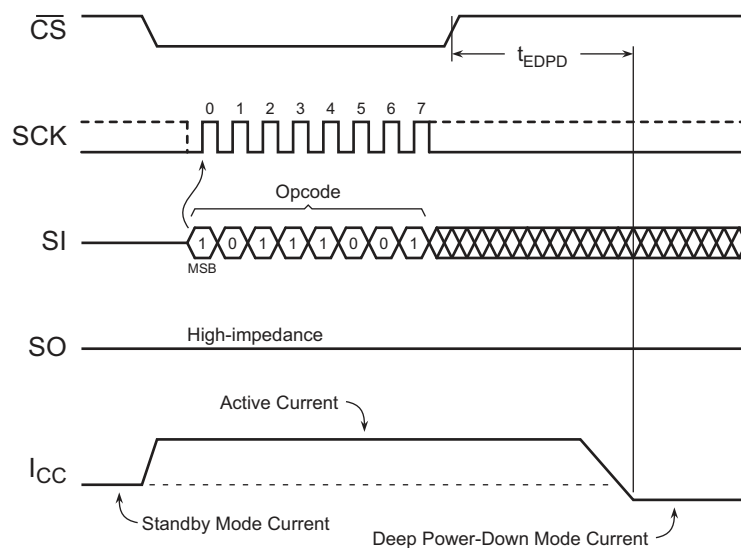 CS
tEDPD
0 1 2 3 4 5 6 7
SCK
Opcode
SI
1 0 1 1 1 0 0 1
MSB
High-impedance
SO
Active Current
ICC
Standby Mode Current
Deep Power-Down Mode Current